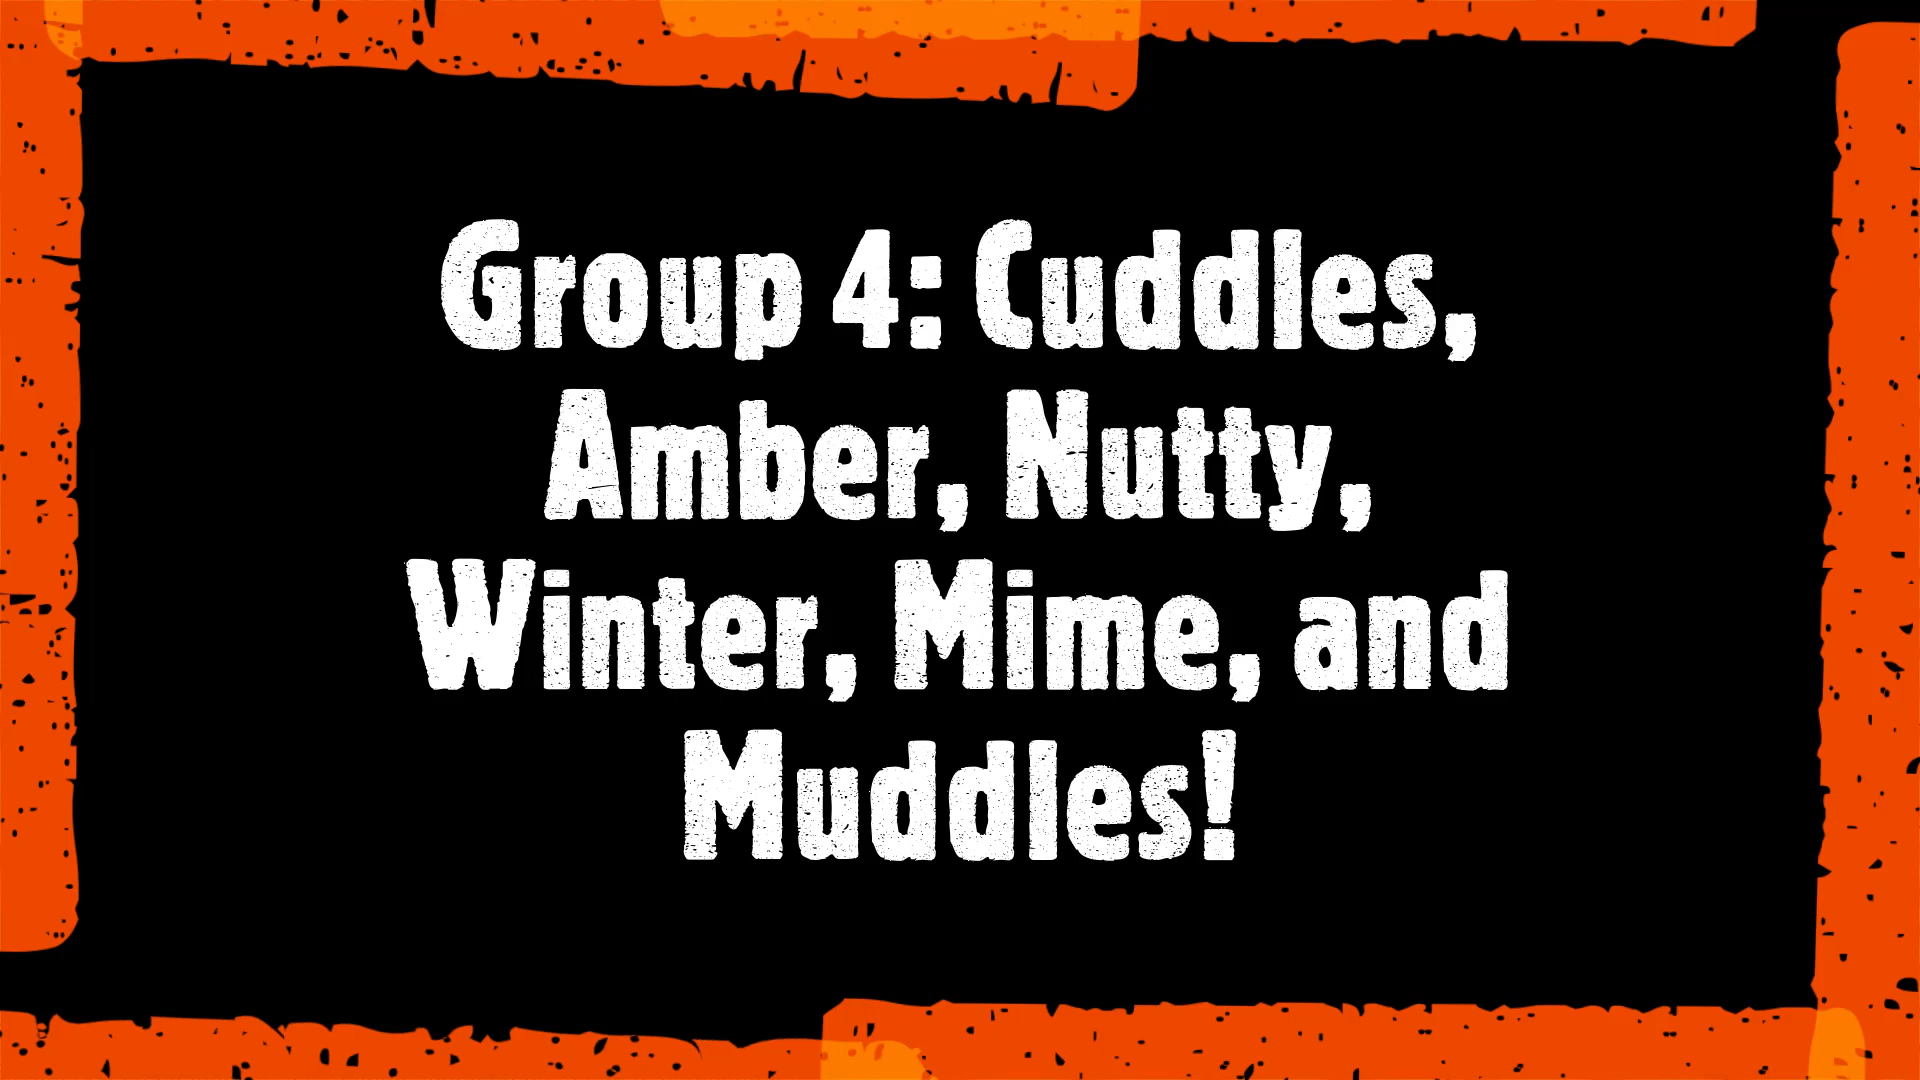 Group 4: Cuddles,
Amber, Nutty,
Winter, Mime, and
Muddles!